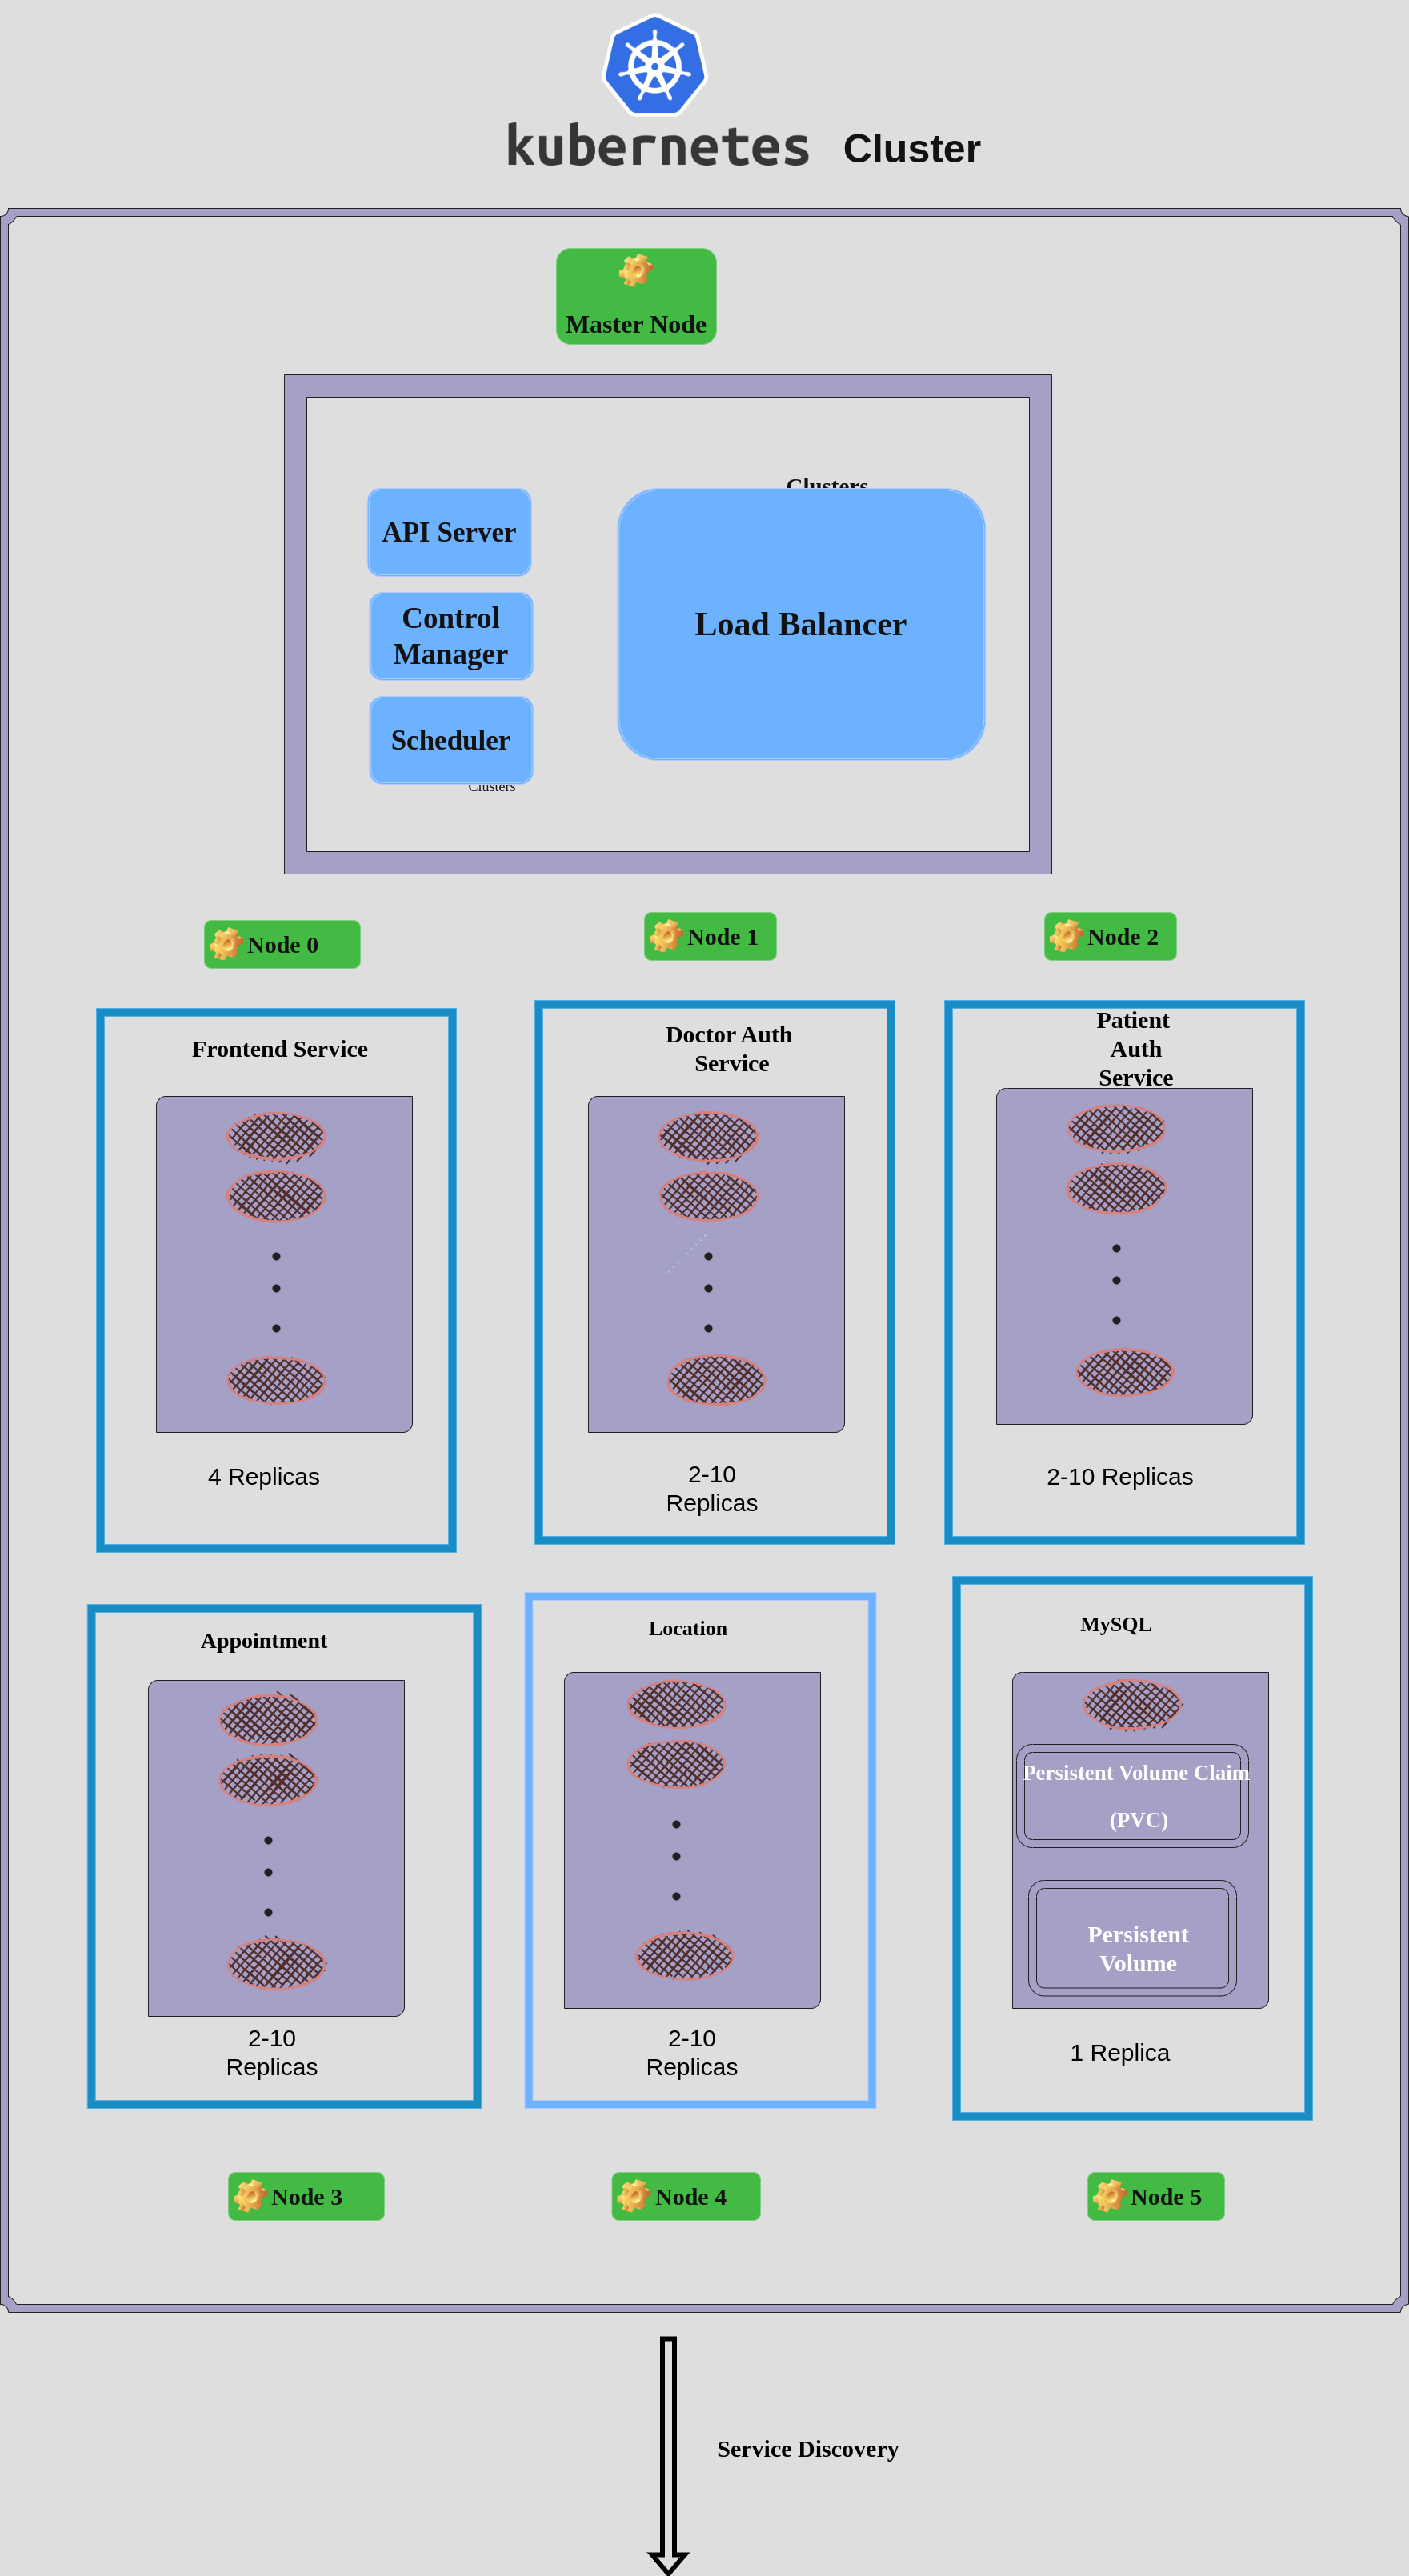 kubernetes Cluster
Master Node
Clusters
API Server
Control
Manager
Load Balancer
Scheduler
Clusters
Node 0
Node 1
Node 2
Frontend Service
Doctor Auth
Service
Patient
Auth
Service
4 Replicas
2-10
Replicas
2-10 Replicas
Appointment
Location
MySQL
Persistent Volume Claim
(PVC)
Persistent
Volume
2-10
Replicas
2-10
Replicas
1 Replica
Node 3
Node 4
Node 5
Service Discovery